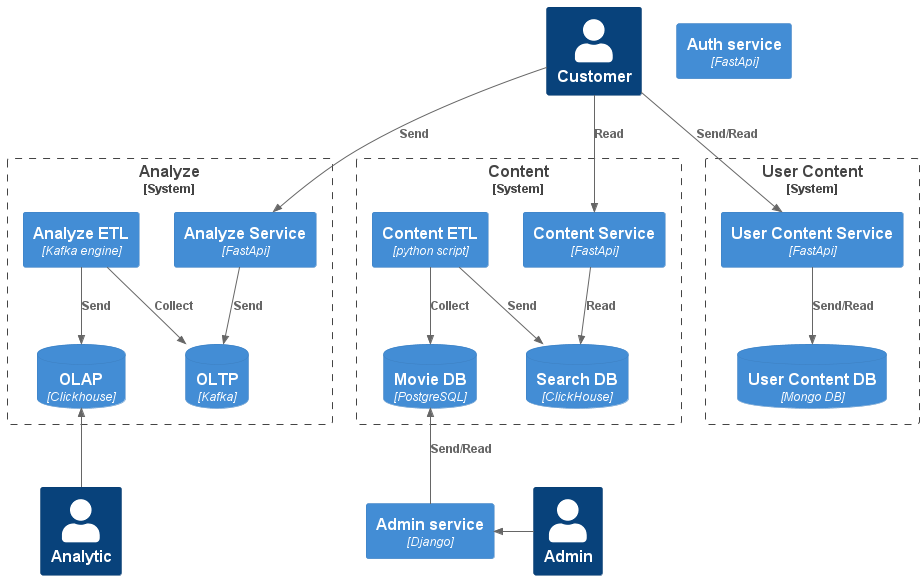 Customer
Auth service
[FastApi]
Send
Read
Send/Read
Analyze
[System]
Content
[System]
User Content
[System]
Analyze ETL
[Kafka engine]
Analyze Service
[FastApi]
Content ETL
[python script]
Content Service
[FastApi]
User Content Service
[FastApi]
Send
Collect
Send
Collect
Send
Read
Send/Read
OLAP
[Clickhouse]
OLTP
[Kafka]
Movie DB
[PostgreSQL]
Search DB
[ClickHouse]
User Content DB
[Mongo DB]
Send/Read
Analytic
Admin service
[Django]
Admin